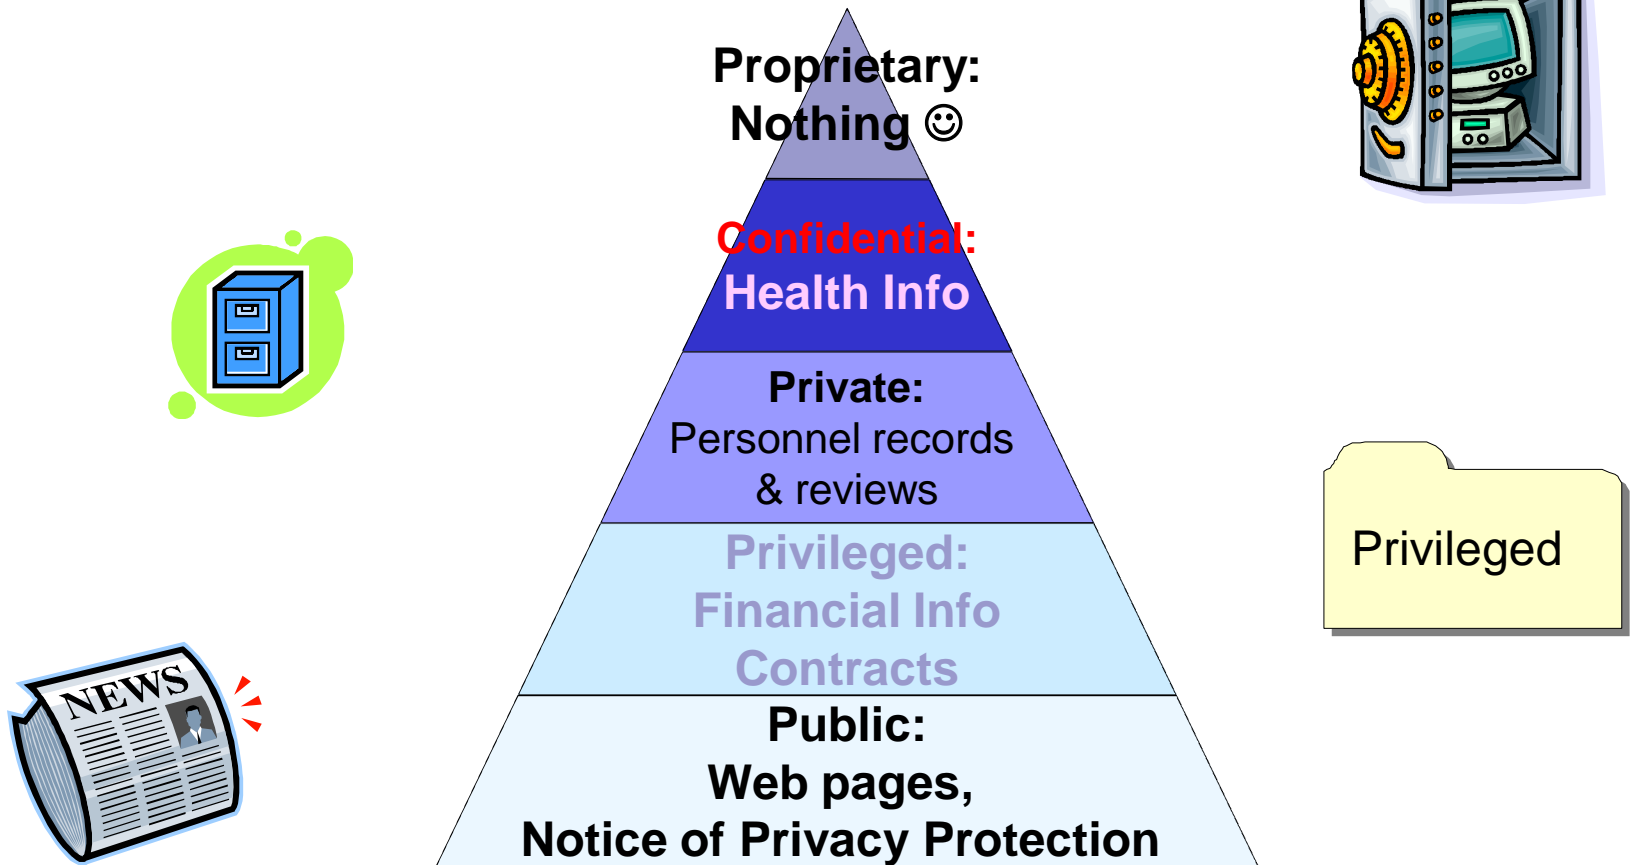 Proprietary:
Nothing ☺
Confidential:
Health Info
Private:
Personnel records
& reviews
Privileged:
Financial Info
Contracts
Public:
Web pages,
Notice of Privacy Protection
Privileged
NEWS